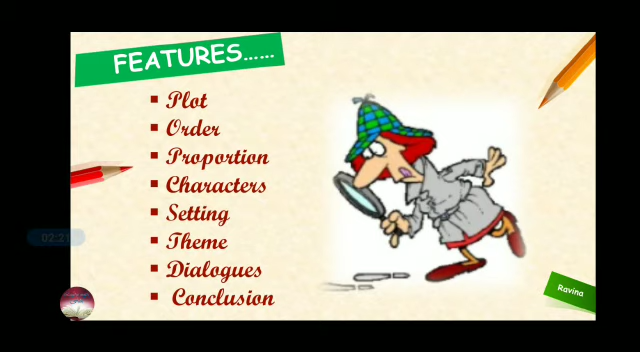 FEATURES......
Plot
Order
Proportion
Characters
Setting
Theme
Dialogues
Conclusion
02:21
Ravina